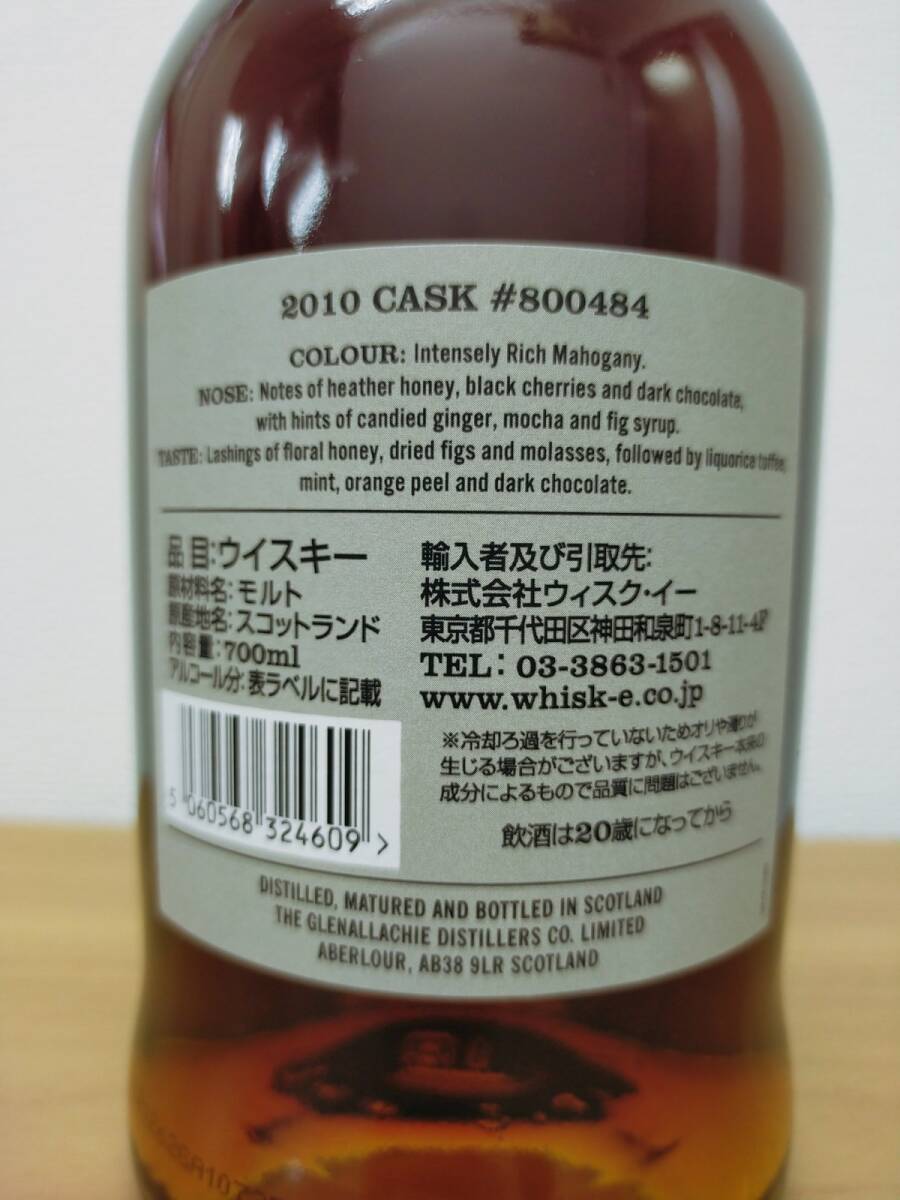 2010 CASK #800484
COLOUR: Intensely Rich Mahogany.
NOSE: Notes of heather honey, black cherries and dark chocolate,
with hints of candied ginger, mocha and fig syrup.
TASTE: Lashings of floral honey, dried figs and molasses, followed by liquorice toffee,
mint, orange peel and dark chocolate.
品目:ウイスキー
原材料名:モルト
原産地名:スコットランド
内容量:700ml
アルコール分:表ラベルに記載
輸入者及び引取先:
株式会社ウィスク・イー
東京都千代田区神田和泉町1-8-11-4F
TEL: 03-3863-1501
www.whisk-e.co.jp
※冷却ろ過を行っていないためオリや濁りが
生じる場合がございますが、ウイスキー本来の
成分によるもので品質に問題はございません。
飲酒は20歳になってから
5 060568 324609 >
DISTILLED, MATURED AND BOTTLED IN SCOTLAND
THE GLENALLACHIE DISTILLERS CO. LIMITED
ABERLOUR, AB38 9LR SCOTLAND